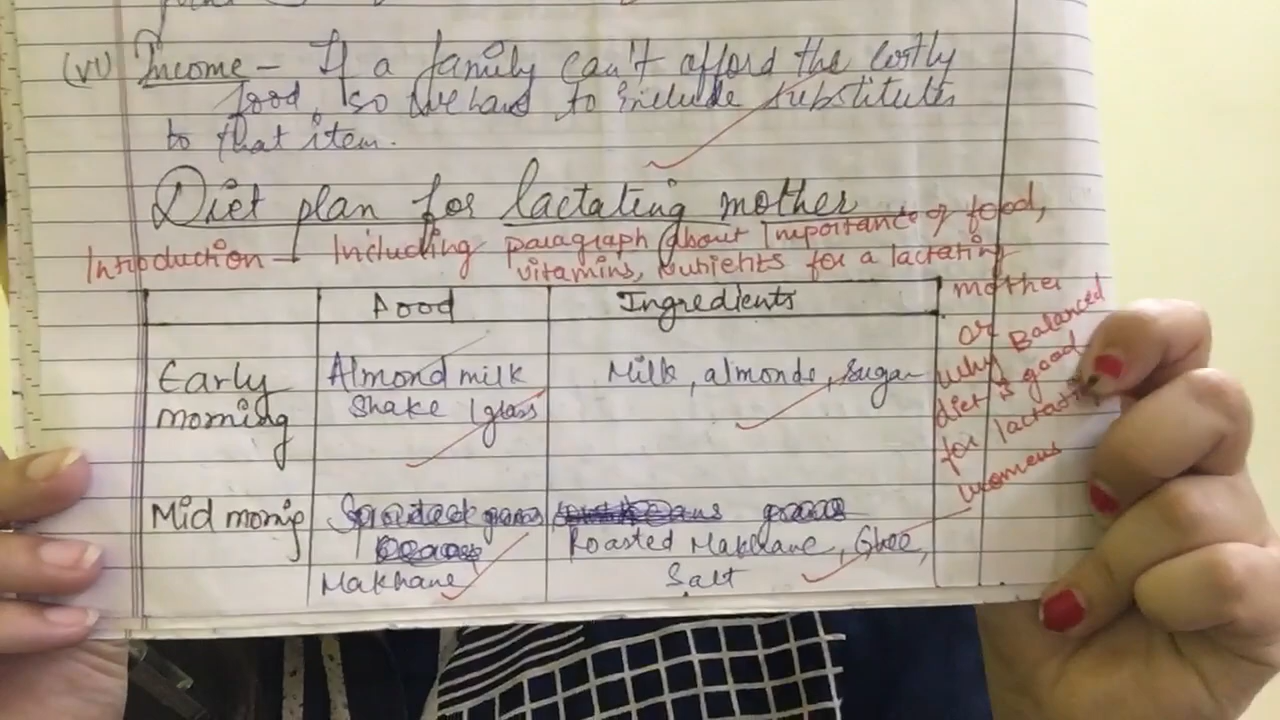 (vi) Income - If a family can't afford the costly
food, so we have to include substitutes
to that item.
Diet plan for lactating mother
Introduction - Including paragraph about Importance of food,
vitamins, nutrients for a lactating
mother
or
why Balanced
diet is good
for lactating
womens
Food Ingredients
Early Almond milk Milk, almonds, sugar
morning Shake 1 glass
Mid mornig
Roasted Makhane, Ghee,
Makhane Salt